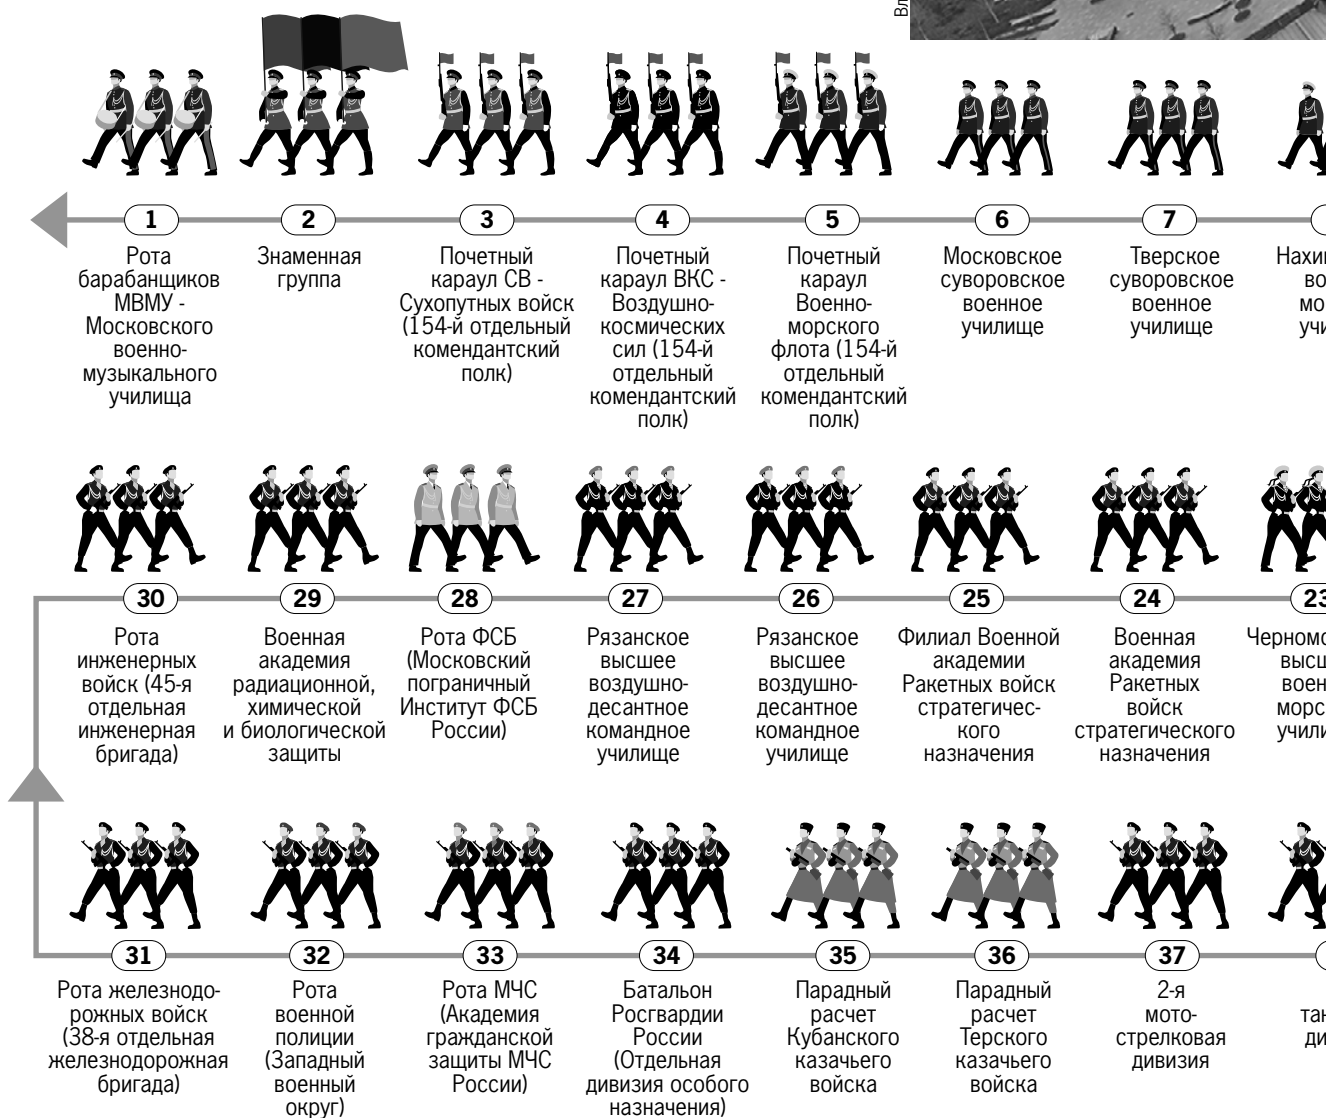 1
Рота
барабанщиков
МВМУ -
Московского
военно-
музыкального
училища
2
Знаменная
группа
3
Почетный
караул СВ -
Сухопутных войск
(154-й отдельный
комендантский
полк)
4
Почетный
караул ВКС -
Воздушно-
космических
сил (154-й
отдельный
комендантский
полк)
5
Почетный
караул
Военно-
морского
флота (154-й
отдельный
комендантский
полк)
6
Московское
суворовское
военное
училище
7
Тверское
суворовское
военное
училище
30
Рота
инженерных
войск (45-я
отдельная
инженерная
бригада)
29
Военная
академия
радиационной,
химической
и биологической
защиты
28
Рота ФСБ
(Московский
пограничный
Институт ФСБ
России)
27
Рязанское
высшее
воздушно-
десантное
командное
училище
26
Рязанское
высшее
воздушно-
десантное
командное
училище
25
Филиал Военной
академии
Ракетных войск
стратегичес-
кого
назначения
24
Военная
академия
Ракетных
войск
стратегического
назначения
23
31
Рота железнодо-
рожных войск
(38-я отдельная
железнодорожная
бригада)
32
Рота
военной
полиции
(Западный
военный
округ)
33
Рота МЧС
(Академия
гражданской
защиты МЧС
России)
34
Батальон
Росгвардии
России
(Отдельная
дивизия особого
назначения)
35
Парадный
расчет
Кубанского
казачьего
войска
36
Парадный
расчет
Терского
казачьего
войска
37
2-я
мото-
стрелковая
дивизия